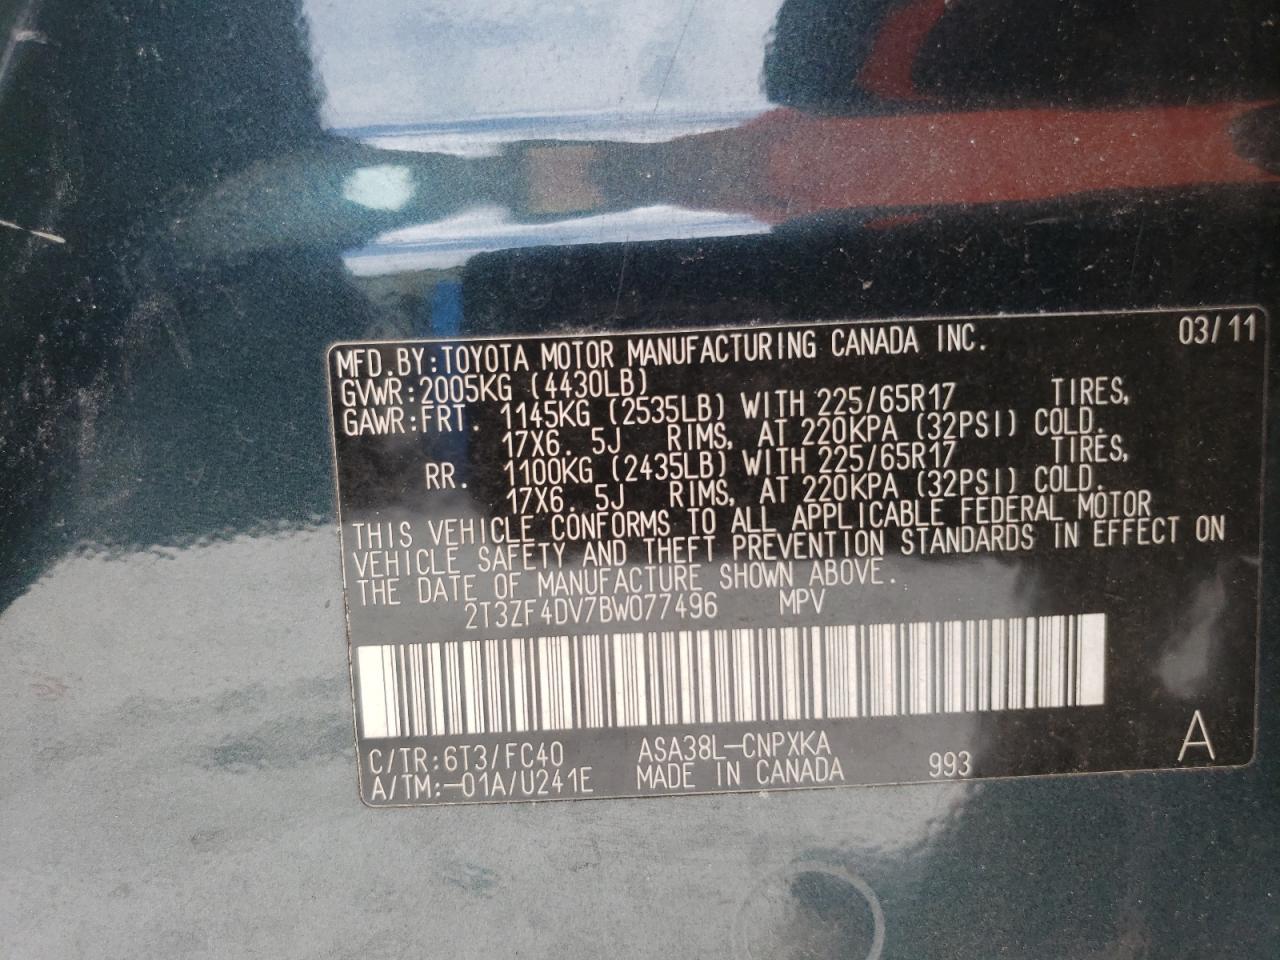 03/11
MFD.BY:TOYOTA MOTOR MANUFACTURING CANADA INC.
GVWR:2005KG (4430LB)
GAWR:FRT. 1145KG (2535LB) WITH 225/65R17 TIRES,
17X6. 5J RIMS, AT 220KPA (32PSI) COLD.
RR. 1100KG (2435LB) WITH 225/65R17 TIRES,
17X6. 5J RIMS, AT 220KPA (32PSI) COLD.
THIS VEHICLE CONFORMS TO ALL APPLICABLE FEDERAL MOTOR
VEHICLE SAFETY AND THEFT PREVENTION STANDARDS IN EFFECT ON
THE DATE OF MANUFACTURE SHOWN ABOVE.
2T3ZF4DV7BW077496 MPV
C/TR:6T3/FC40 ASA38L-CNPXKA A
A/TM:-01A/U241E MADE IN CANADA 993